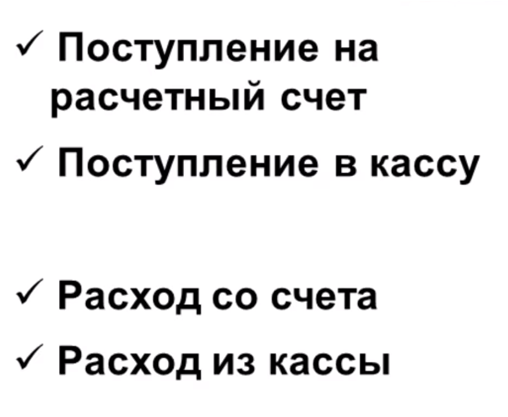 ✓ Поступление на
расчетный счет
✓ Поступление в кассу
✓ Расход со счета
✓ Расход из кассы